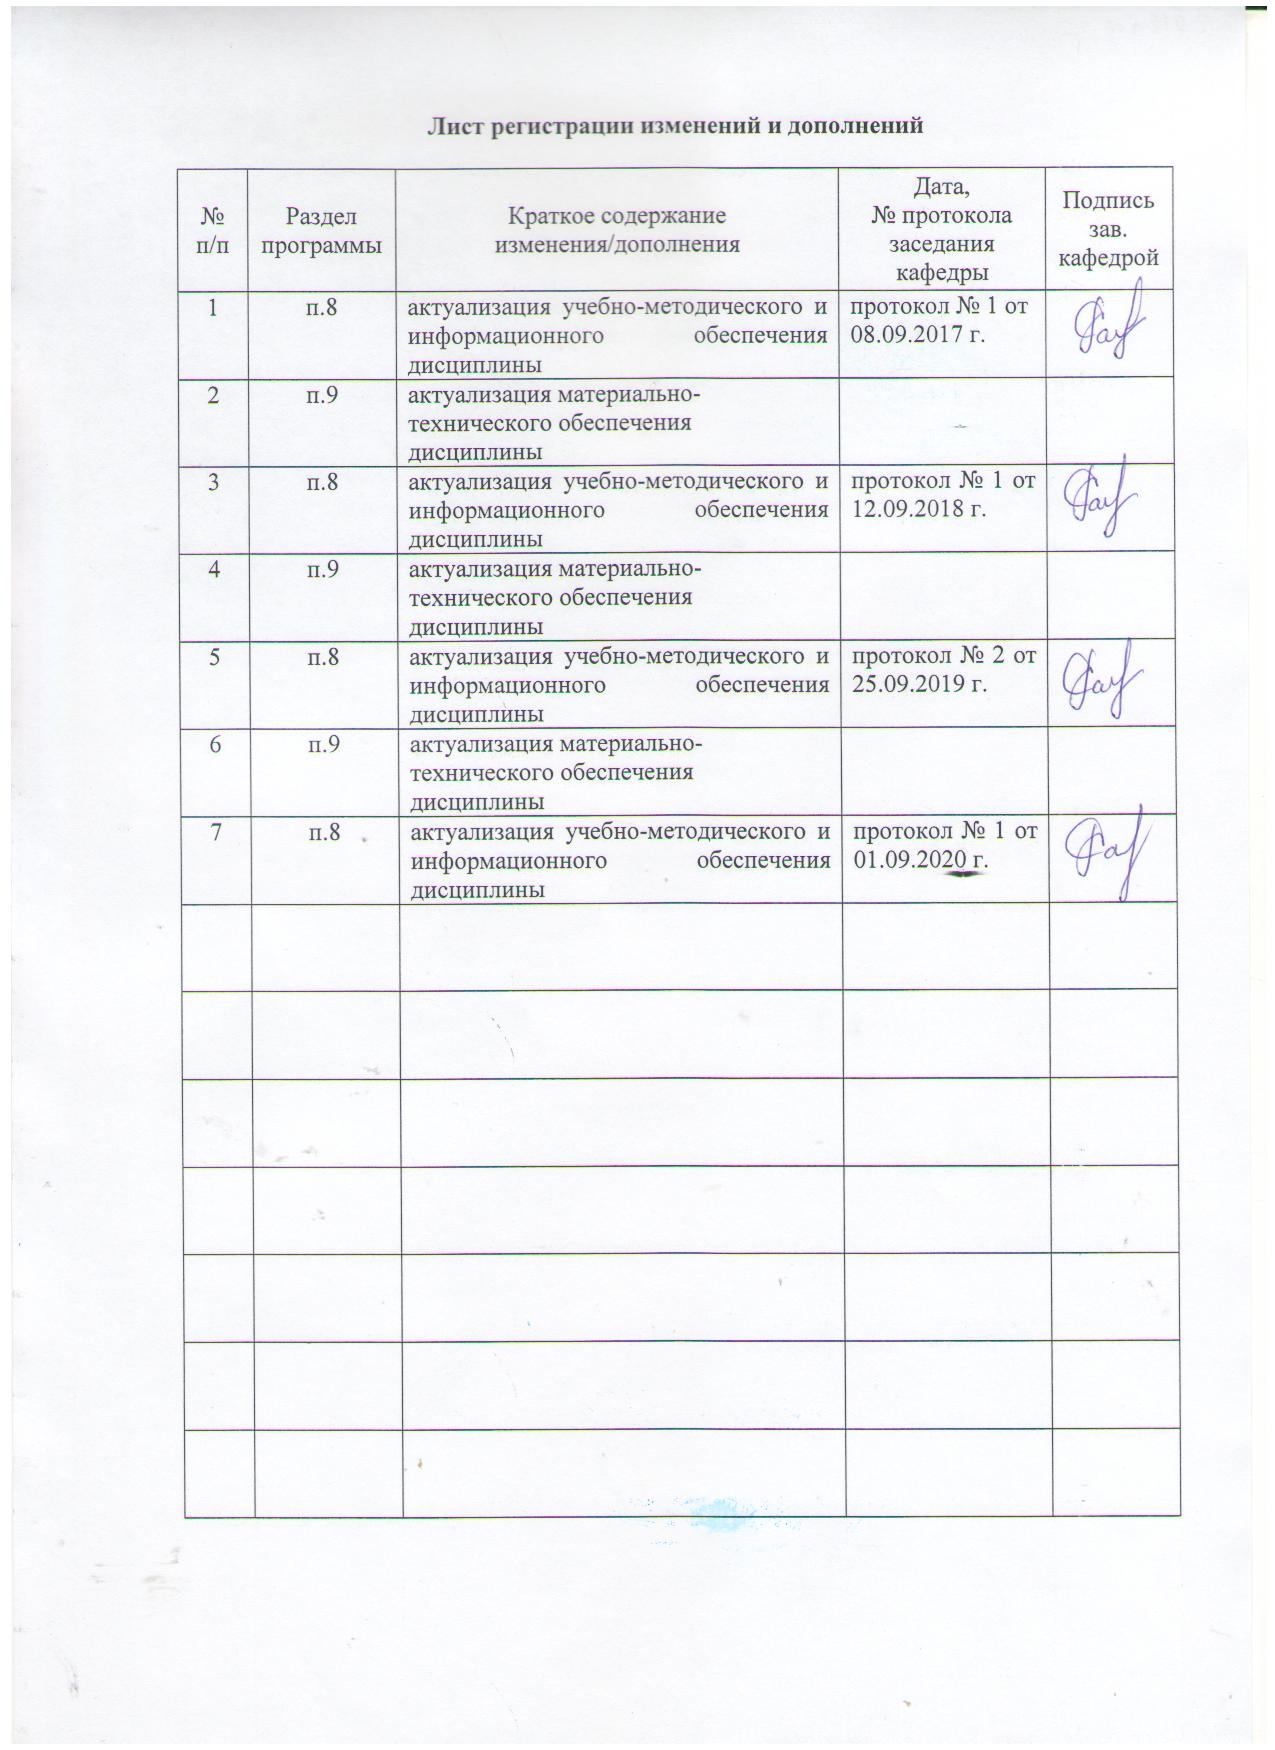 Лист регистрации изменений и дополнений
№
п/п
Раздел
программы
Краткое содержание
изменения/дополнения
Дата,
№ протокола
заседания
кафедры
Подпись
зав.
кафедрой
1
п.8
актуализация учебно-методического и
информационного обеспечения
дисциплины
протокол № 1 от
08.09.2017 г.
2
п.9
актуализация материально-
технического обеспечения
дисциплины
3
п.8
актуализация учебно-методического и
информационного обеспечения
дисциплины
протокол № 1 от
12.09.2018 г.
4
п.9
актуализация материально-
технического обеспечения
дисциплины
5
п.8
актуализация учебно-методического и
информационного обеспечения
дисциплины
протокол № 2 от
25.09.2019 г.
6
п.9
актуализация материально-
технического обеспечения
дисциплины
7
п.8
актуализация учебно-методического и
информационного обеспечения
дисциплины
протокол № 1 от
01.09.2020 г.